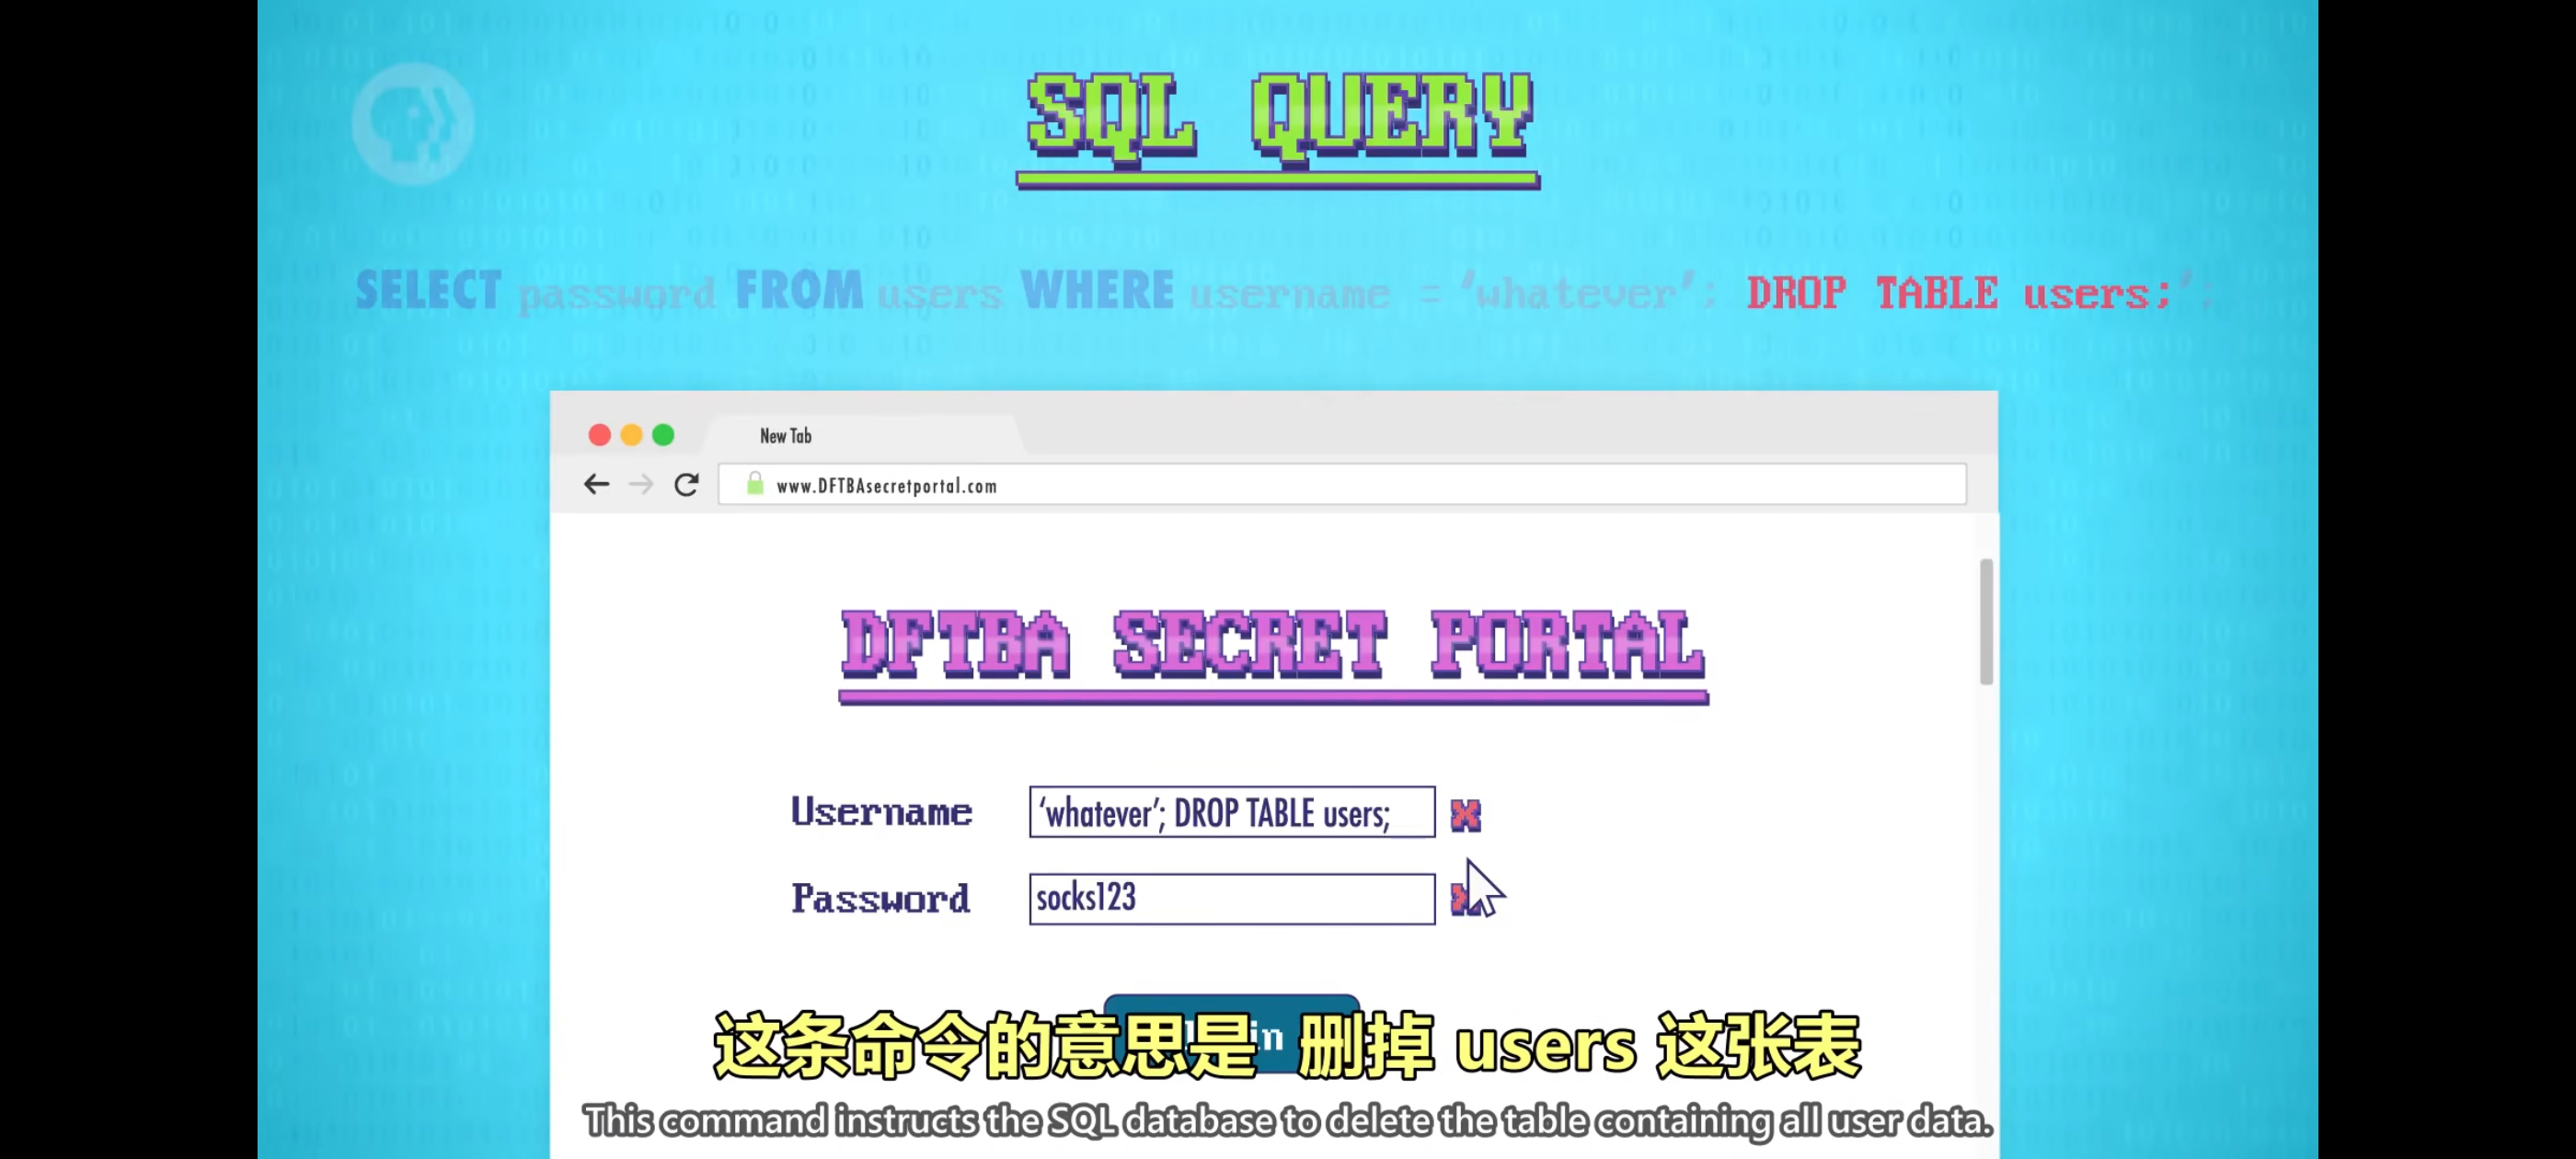 SQL QUERY
SELECT password FROM users WHERE username = ‘whatever’; DROP TABLE users;’;
New Tab
www.DFTBAsecretportal.com
DFTBA SECRET PORTAL
Username ‘whatever’; DROP TABLE users;
Password socks123
这条命令的意思是 删掉 users 这张表
This command instructs the SQL database to delete the table containing all user data.